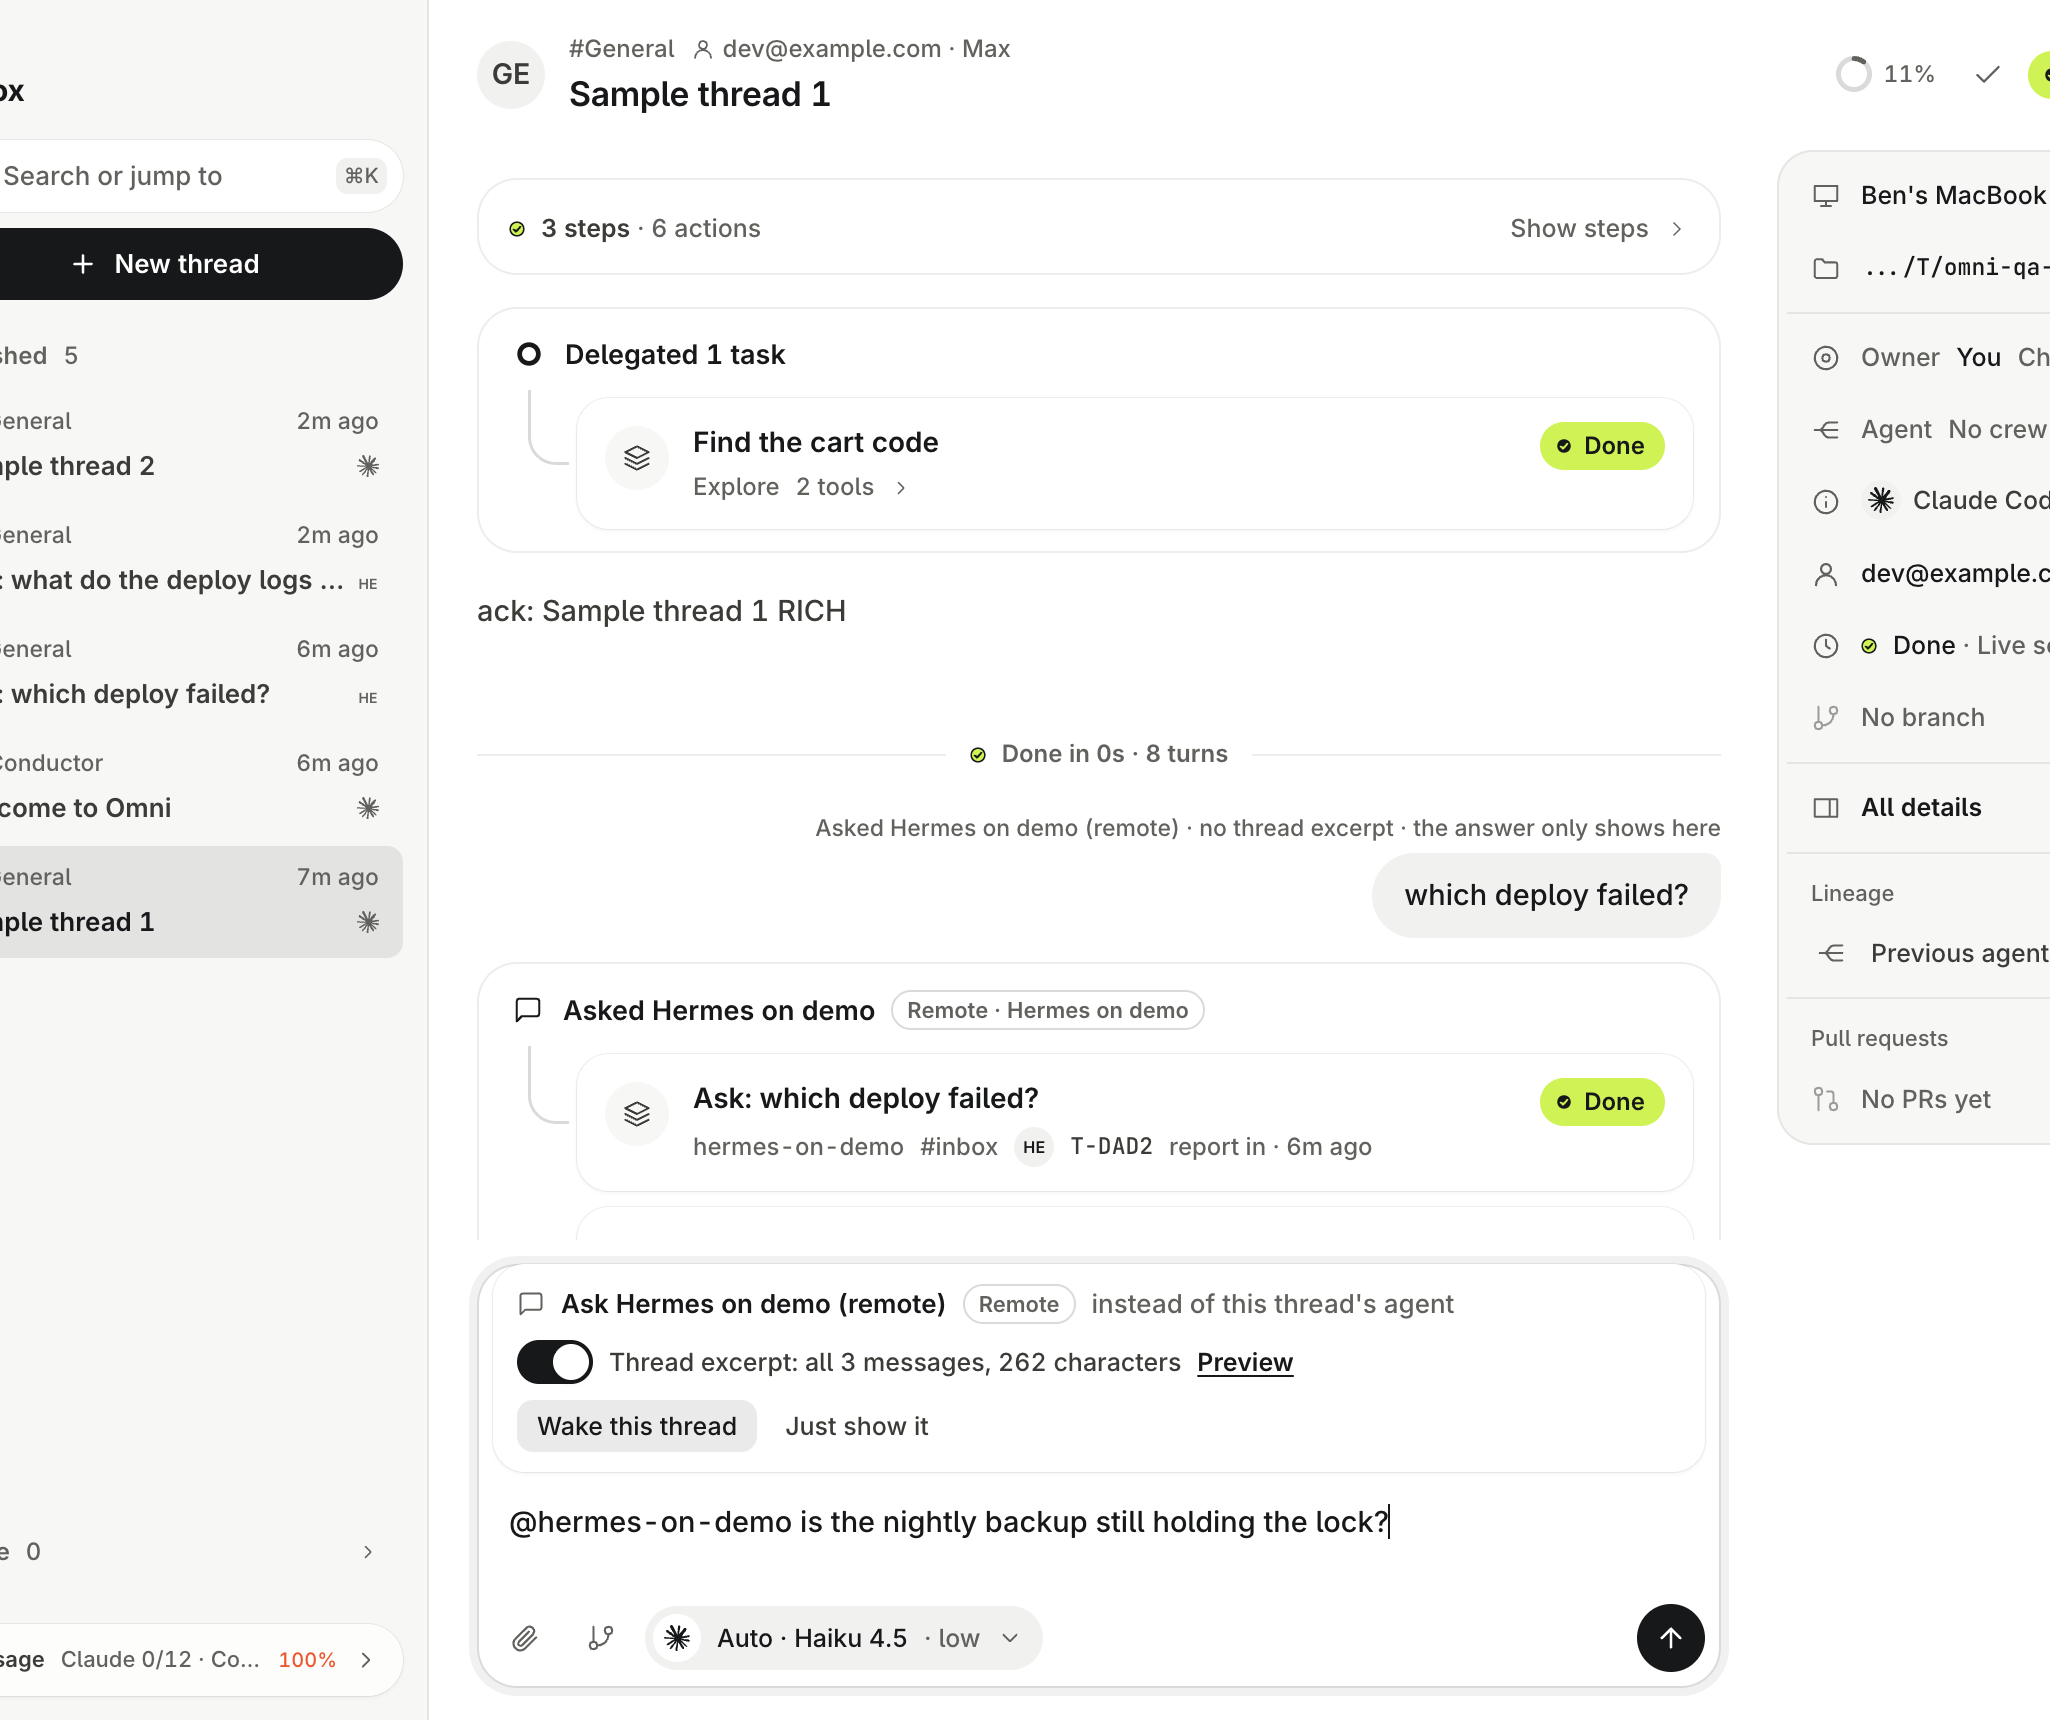 ox
Search or jump to ⌘K
+ New thread
shed 5
eneral 2m ago
ple thread 2
eneral 2m ago
: what do the deploy logs ... HE
eneral 6m ago
: which deploy failed? HE
Conductor 6m ago
come to Omni
eneral 7m ago
ple thread 1
e 0
sage Claude 0/12 · Co... 100%
GE
#General dev@example.com · Max
Sample thread 1
11%
3 steps · 6 actions Show steps
Delegated 1 task
Find the cart code Done
Explore 2 tools
ack: Sample thread 1 RICH
Done in 0s · 8 turns
Asked Hermes on demo (remote) · no thread excerpt · the answer only shows here
which deploy failed?
Asked Hermes on demo Remote · Hermes on demo
Ask: which deploy failed? Done
hermes-on-demo #inbox HE T-DAD2 report in · 6m ago
Ask Hermes on demo (remote) Remote instead of this thread's agent
Thread excerpt: all 3 messages, 262 characters Preview
Wake this thread Just show it
@hermes-on-demo is the nightly backup still holding the lock?
Auto · Haiku 4.5 · low
Ben's MacBook
.../T/omni-qa-
Owner You Ch
Agent No crew
Claude Cod
dev@example.c
Done · Live se
No branch
All details
Lineage
Previous agent
Pull requests
No PRs yet